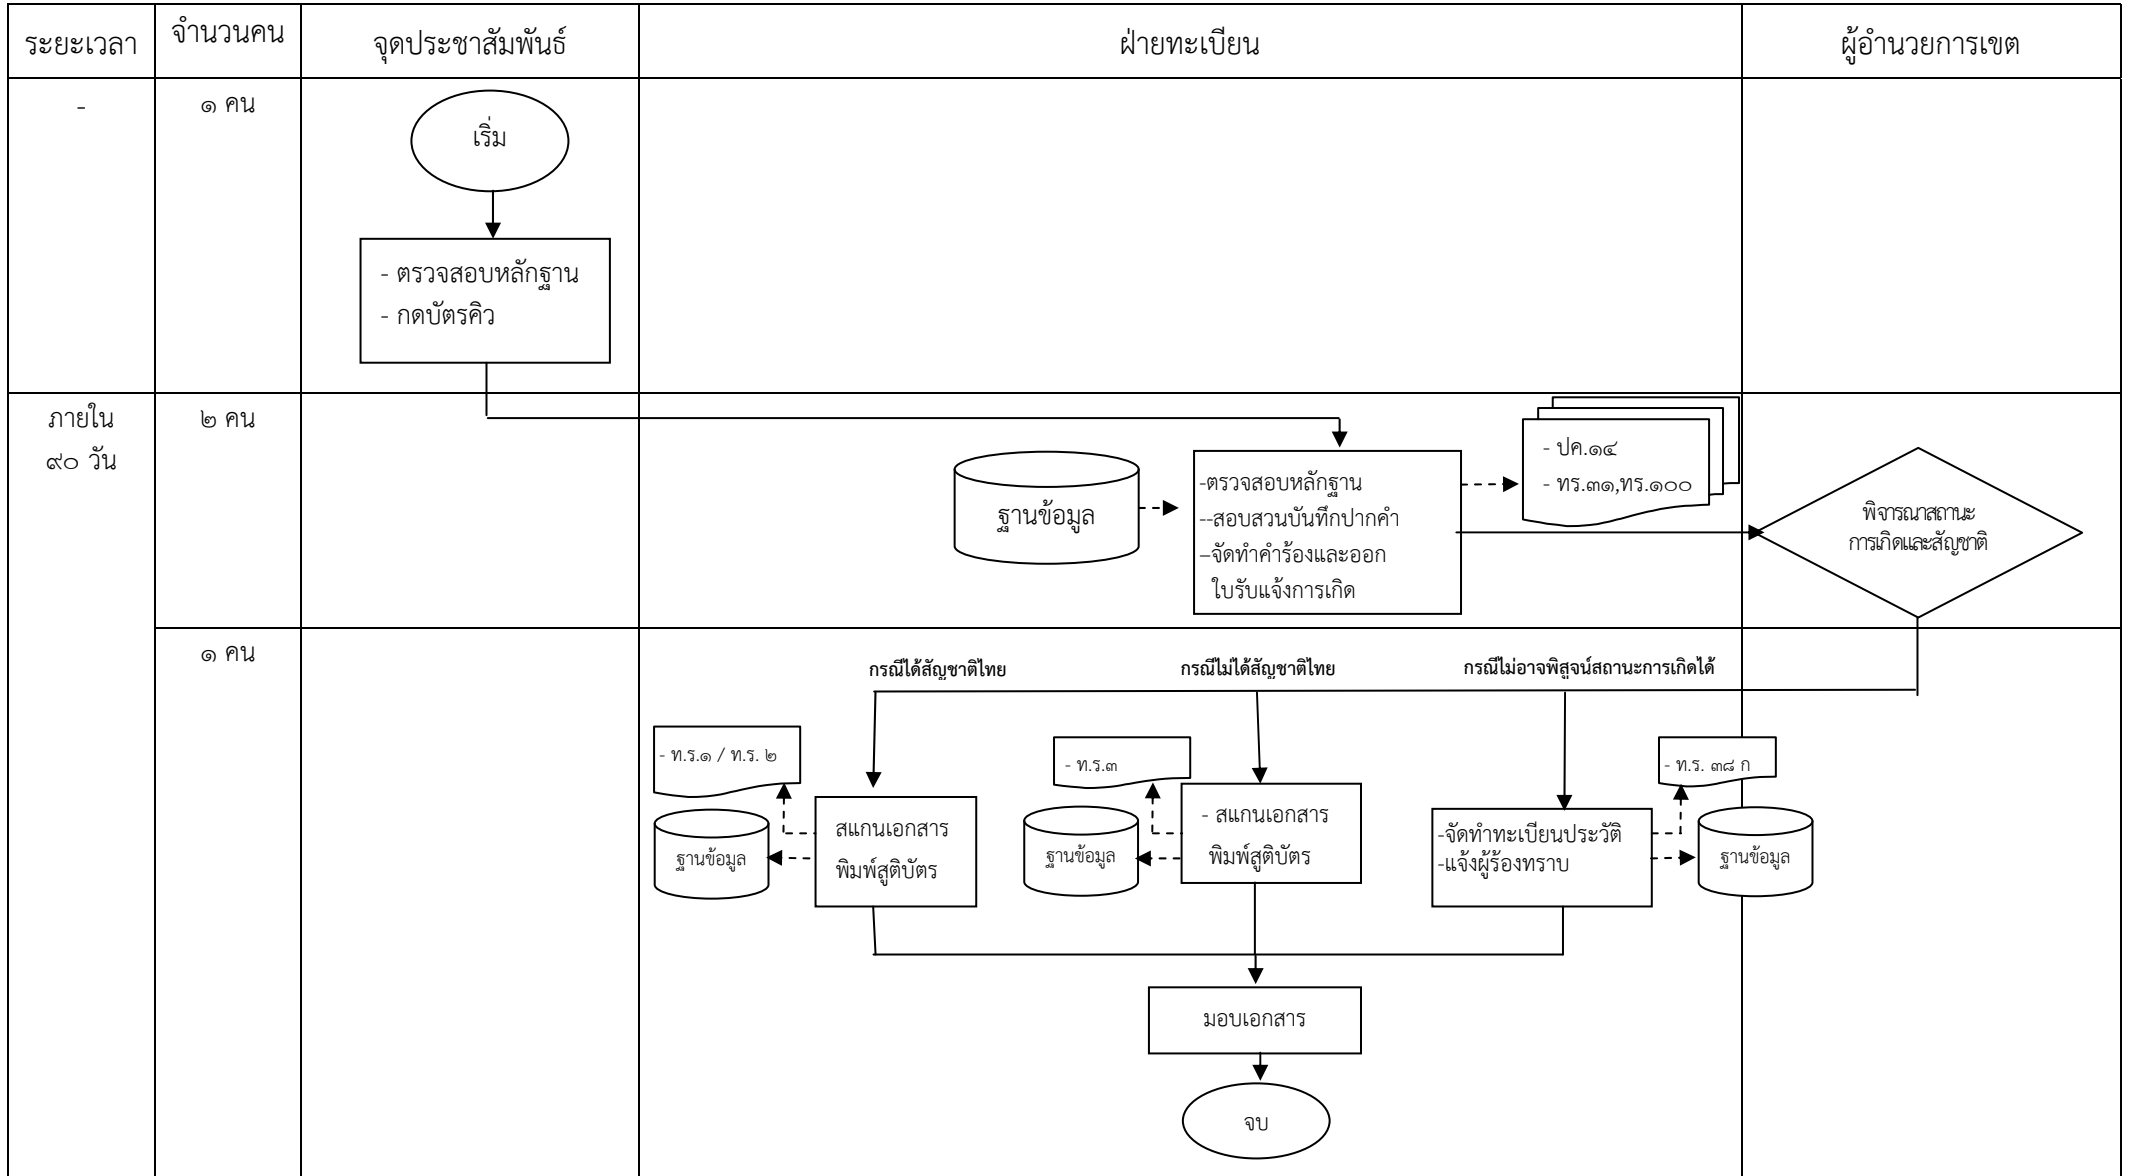 ระยะเวลา
จำนวนคน
จุดประชาสัมพันธ์
ฝ่ายทะเบียน
ผู้อำนวยการเขต
-
๑ คน
เริ่ม
- ตรวจสอบหลักฐาน
- กดบัตรคิว
ภายใน
๙๐ วัน
๒ คน
ฐานข้อมูล
-ตรวจสอบหลักฐาน
--สอบสวนบันทึกปากคำ
–จัดทำคำร้องและออก
ใบรับแจ้งการเกิด
- ปค.๑๔
- ทร.๓๑,ทร.๑๐๐
พิจารณาสถานะ
การเกิดและสัญชาติ
๑ คน
กรณีได้สัญชาติไทย
กรณีไม่ได้สัญชาติไทย
กรณีไม่อาจพิสูจน์สถานะการเกิดได้
- ท.ร.๑ / ท.ร. ๒
ฐานข้อมูล
สแกนเอกสาร
พิมพ์สูติบัตร
- ท.ร.๓
ฐานข้อมูล
- สแกนเอกสาร
พิมพ์สูติบัตร
-จัดทำทะเบียนประวัติ
-แจ้งผู้ร้องทราบ
- ท.ร. ๓๘ ก
ฐานข้อมูล
มอบเอกสาร
จบ